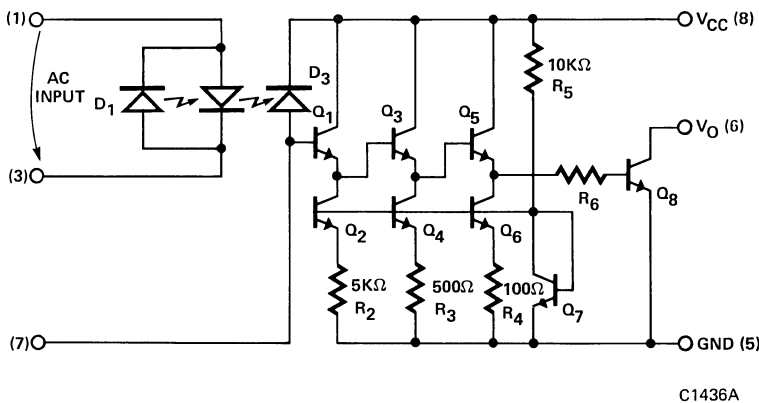 (1)
AC
INPUT
(3)
(7)
D1
D3
Q1
Q3
Q5
Q2
Q4
Q6
5KΩ
R2
500Ω
R3
100Ω
R4
10KΩ
R5
R6
Q7
Q8
VCC (8)
VO (6)
GND (5)
C1436A